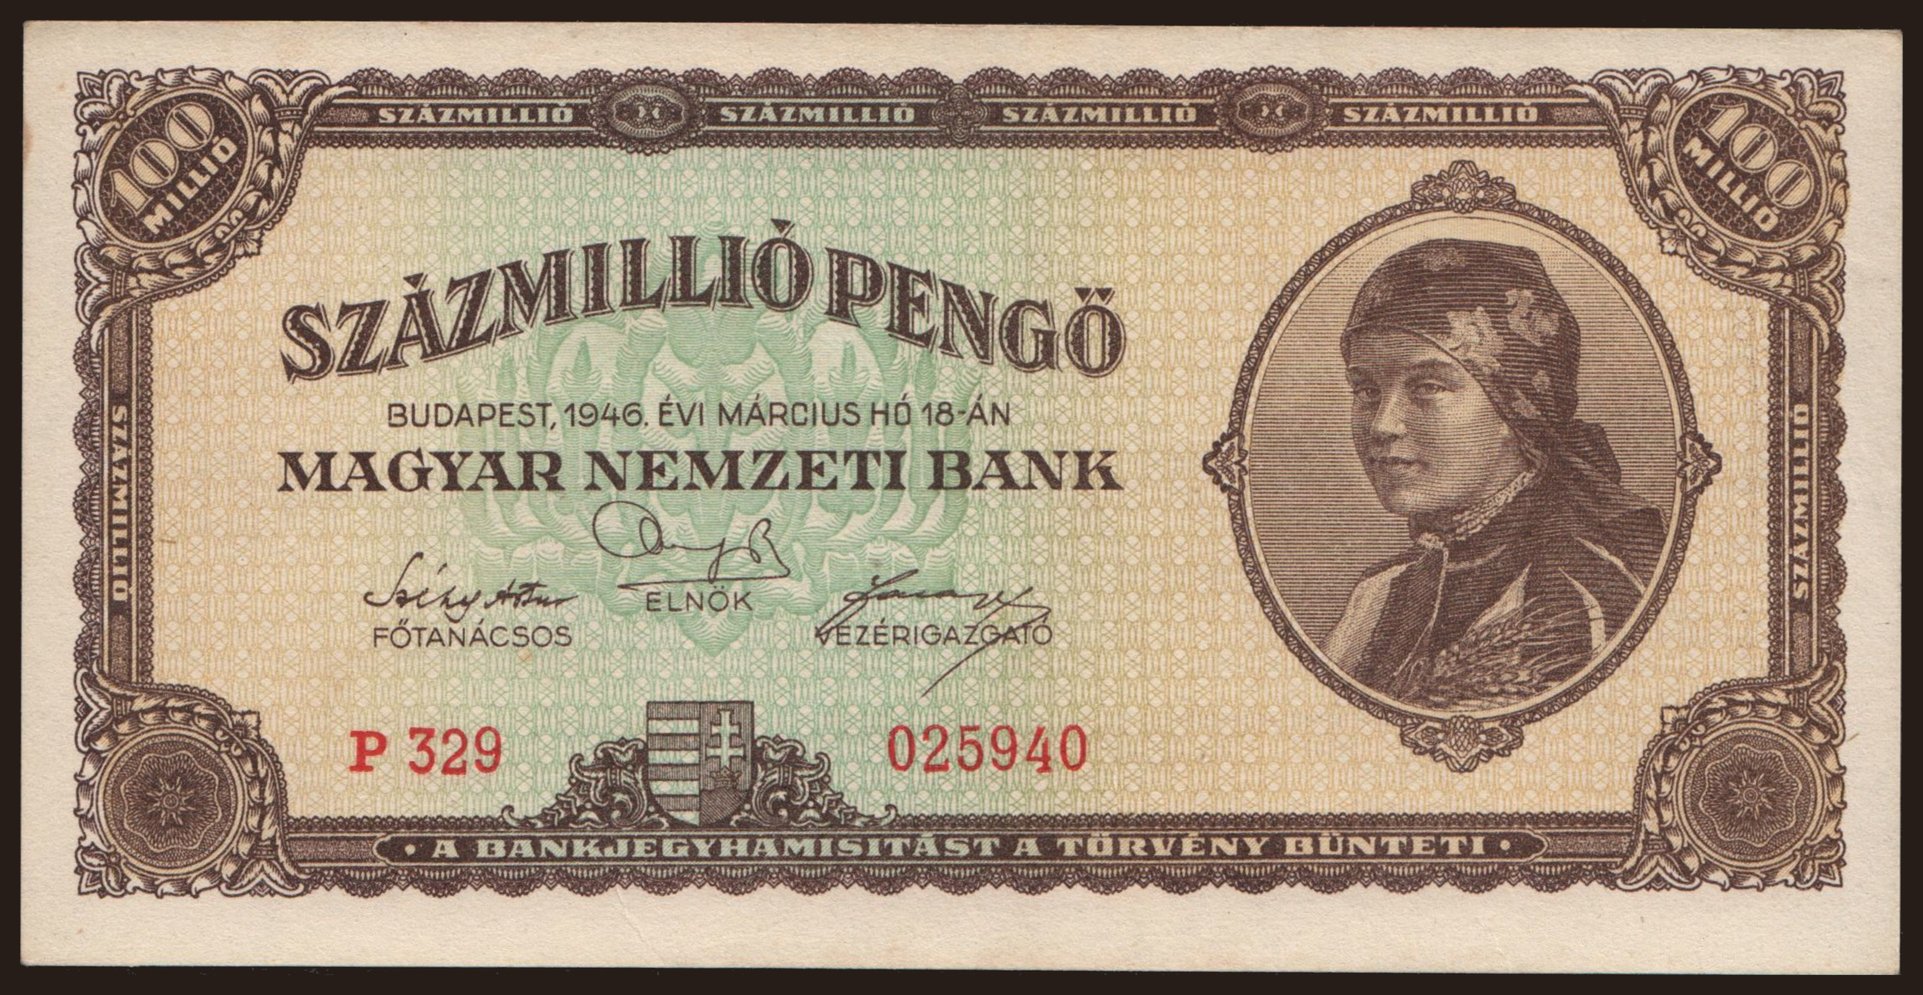 SZÁZMILLIÓ SZÁZMILLIÓ SZÁZMILLIÓ SZÁZMILLIÓ
100 MILLIÓ
100 MILLIÓ
SZÁZMILLIÓ PENGŐ
BUDAPEST, 1946. ÉVI MÁRCIUS HÓ 18-ÁN
MAGYAR NEMZETI BANK
ELNÖK
FŐTANÁCSOS VEZÉRIGAZGATÓ
SZÁZMILLIÓ
SZÁZMILLIÓ
P 329 025940
· A BANKJEGYHAMISITÁST A TÖRVÉNY BÜNTETI ·